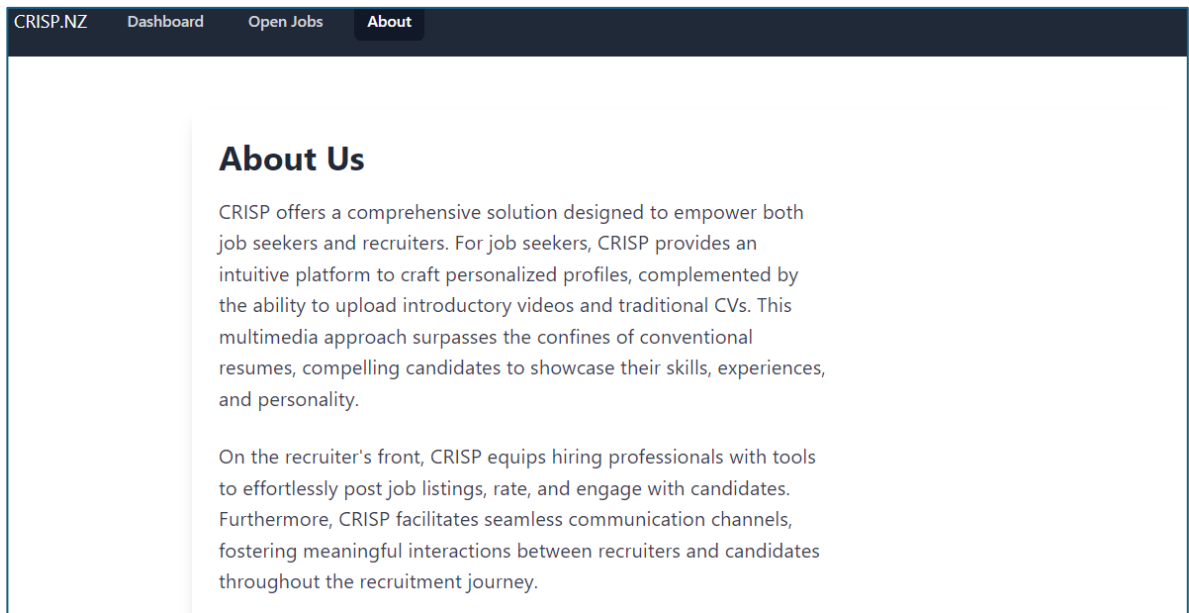 CRISP.NZ Dashboard Open Jobs About
About Us
CRISP offers a comprehensive solution designed to empower both
job seekers and recruiters. For job seekers, CRISP provides an
intuitive platform to craft personalized profiles, complemented by
the ability to upload introductory videos and traditional CVs. This
multimedia approach surpasses the confines of conventional
resumes, compelling candidates to showcase their skills, experiences,
and personality.
On the recruiter's front, CRISP equips hiring professionals with tools
to effortlessly post job listings, rate, and engage with candidates.
Furthermore, CRISP facilitates seamless communication channels,
fostering meaningful interactions between recruiters and candidates
throughout the recruitment journey.